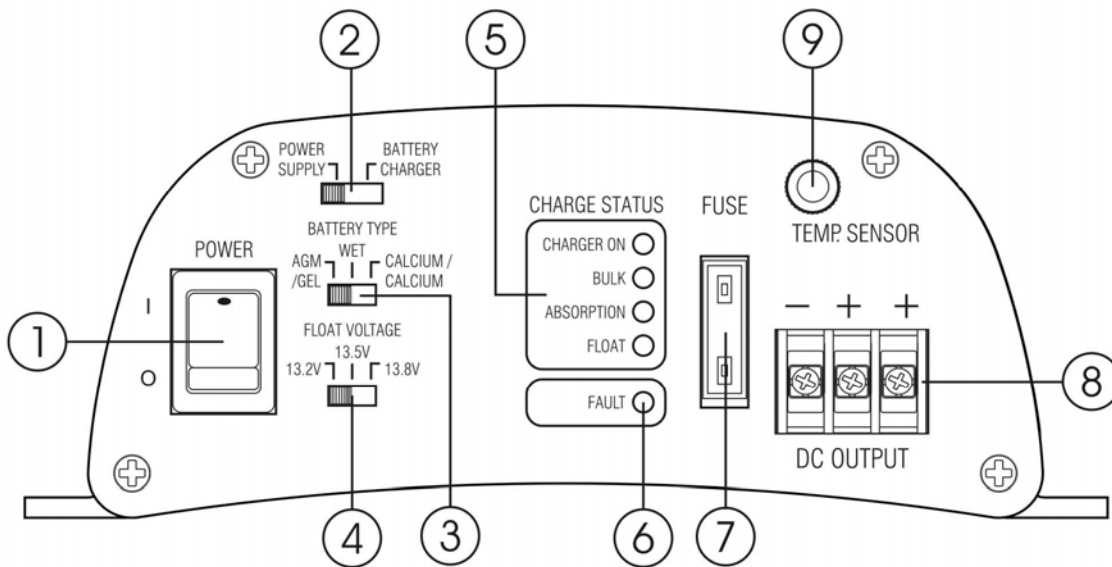 2
5
9
POWER
SUPPLY
BATTERY
CHARGER
CHARGE STATUS
FUSE
TEMP. SENSOR
BATTERY TYPE
WET
AGM
/GEL
CALCIUM /
CALCIUM
CHARGER ON
BULK
ABSORPTION
FLOAT
POWER
I
O
1
FLOAT VOLTAGE
13.5V
13.2V
13.8V
FAULT
− + +
8
DC OUTPUT
4
3
6
7